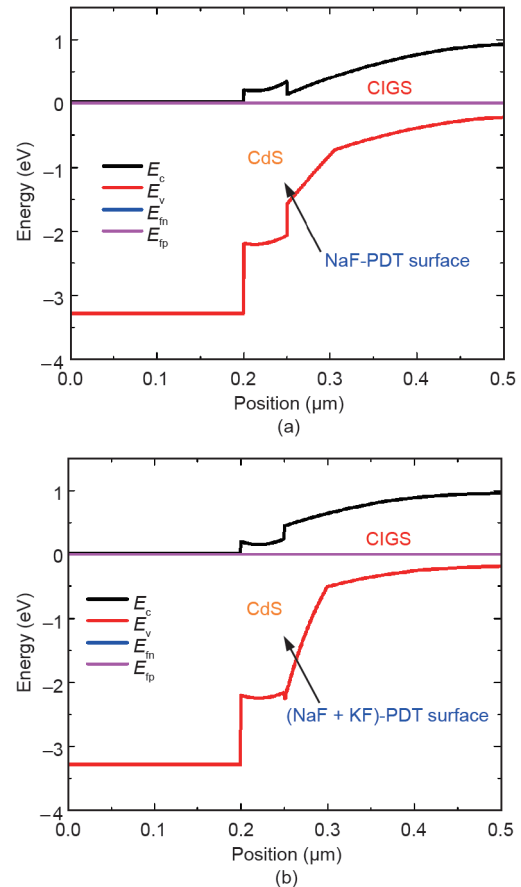 1
0
−1
−2
−3
−4
Energy (eV)
CIGS
CdS
NaF-PDT surface
Ec
Ev
Efn
Efp
0.0 0.1 0.2 0.3 0.4 0.5
Position (μm)
(a)
1
0
−1
−2
−3
−4
Energy (eV)
CIGS
CdS
(NaF + KF)-PDT surface
Ec
Ev
Efn
Efp
0.0 0.1 0.2 0.3 0.4 0.5
Position (μm)
(b)